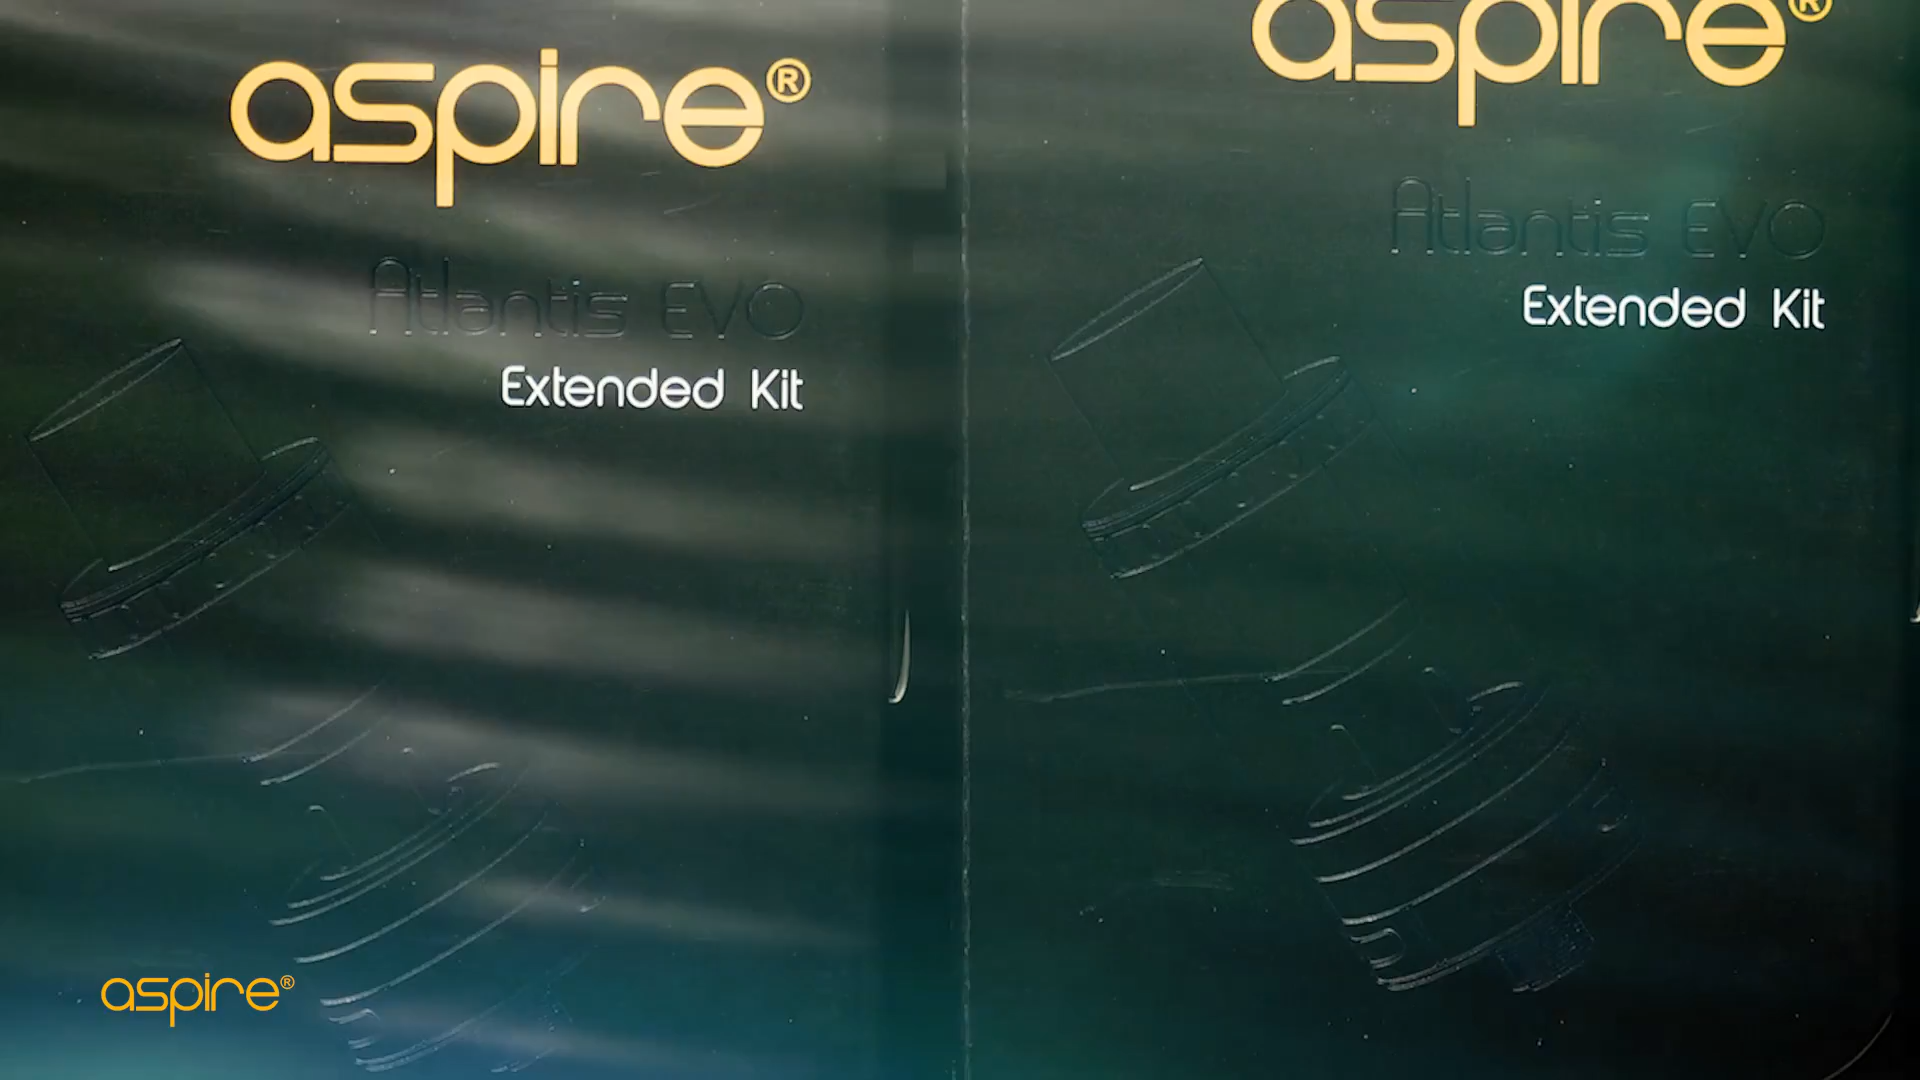 aspire®
Atlantis EVO
Extended Kit
aspire®
Atlantis EVO
Extended Kit
aspire®